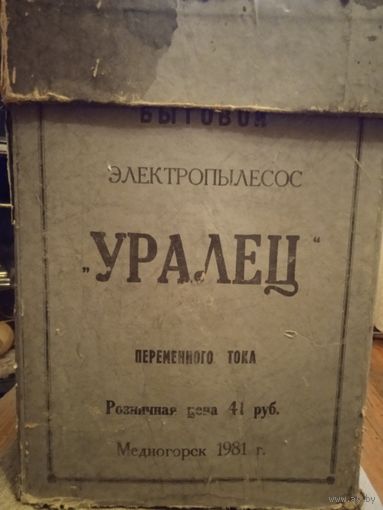 БЫТОВОЙ
ЭЛЕКТРОПЫЛЕСОС
„УРАЛЕЦ“
ПЕРЕМЕННОГО ТОКА
Розничная цена 41 руб.
Медногорск 1981 г.